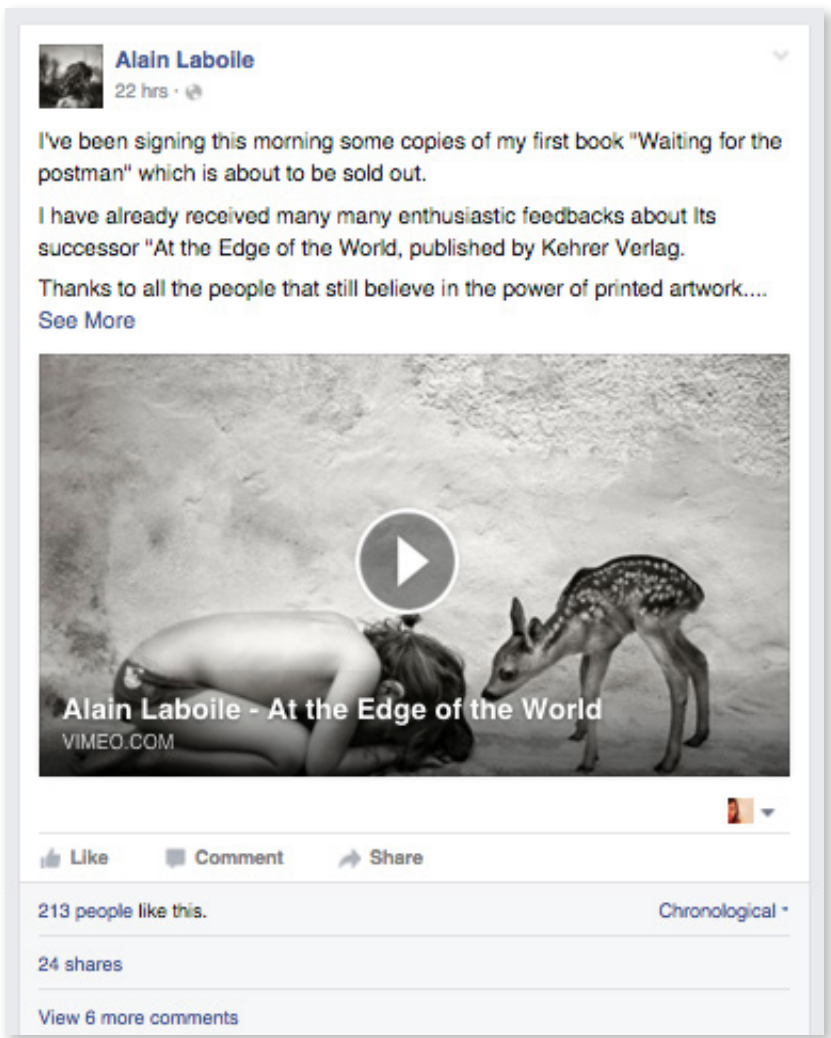 Alain Laboile
22 hrs ·
I've been signing this morning some copies of my first book "Waiting for the
postman" which is about to be sold out.
I have already received many many enthusiastic feedbacks about Its
successor "At the Edge of the World, published by Kehrer Verlag.
Thanks to all the people that still believe in the power of printed artwork....
See More
Alain Laboile - At the Edge of the World
VIMEO.COM
Like Comment Share
213 people like this. Chronological
24 shares
View 6 more comments